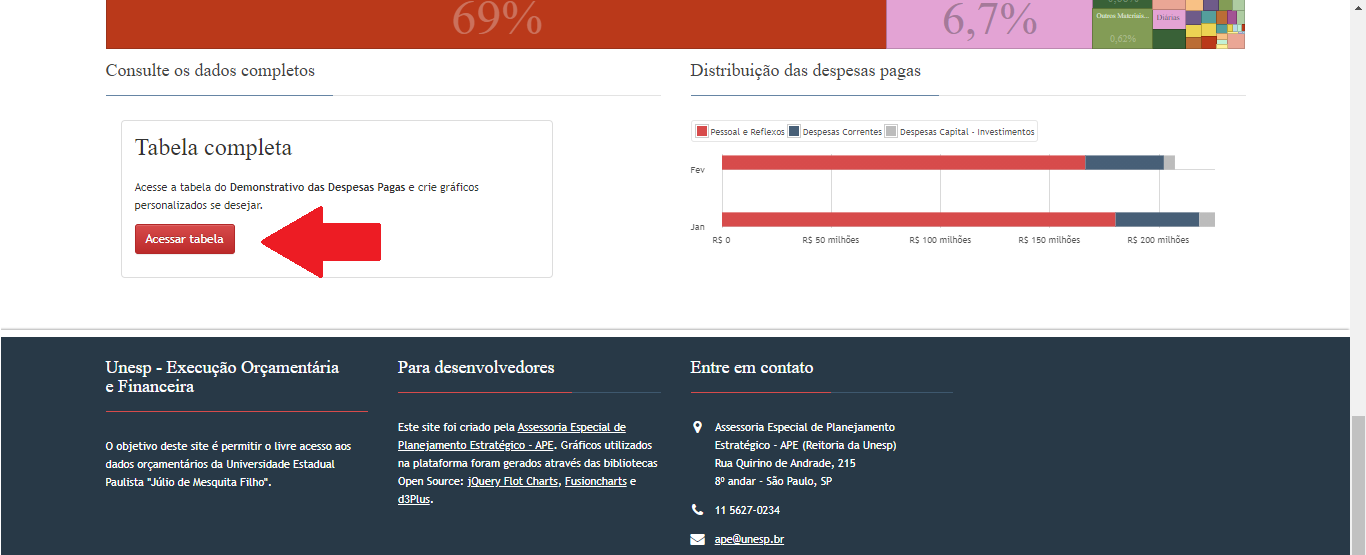 69%
6,7%
Outros Materiais...
0,62%
Diárias
Consulte os dados completos
Tabela completa
Acesse a tabela do Demonstrativo das Despesas Pagas e crie gráficos
personalizados se desejar.
Acessar tabela
Distribuição das despesas pagas
Pessoal e Reflexos Despesas Correntes Despesas Capital - Investimentos
Fev
Jan
R$ 0 R$ 50 milhões R$ 100 milhões R$ 150 milhões R$ 200 milhões
Unesp - Execução Orçamentária
e Financeira
O objetivo deste site é permitir o livre acesso aos
dados orçamentários da Universidade Estadual
Paulista "Júlio de Mesquita Filho".
Para desenvolvedores
Este site foi criado pela Assessoria Especial de
Planejamento Estratégico - APE. Gráficos utilizados
na plataforma foram gerados através das bibliotecas
Open Source: jQuery Flot Charts, Fusioncharts e
d3Plus.
Entre em contato
Assessoria Especial de Planejamento
Estratégico - APE (Reitoria da Unesp)
Rua Quirino de Andrade, 215
8º andar - São Paulo, SP
11 5627-0234
ape@unesp.br